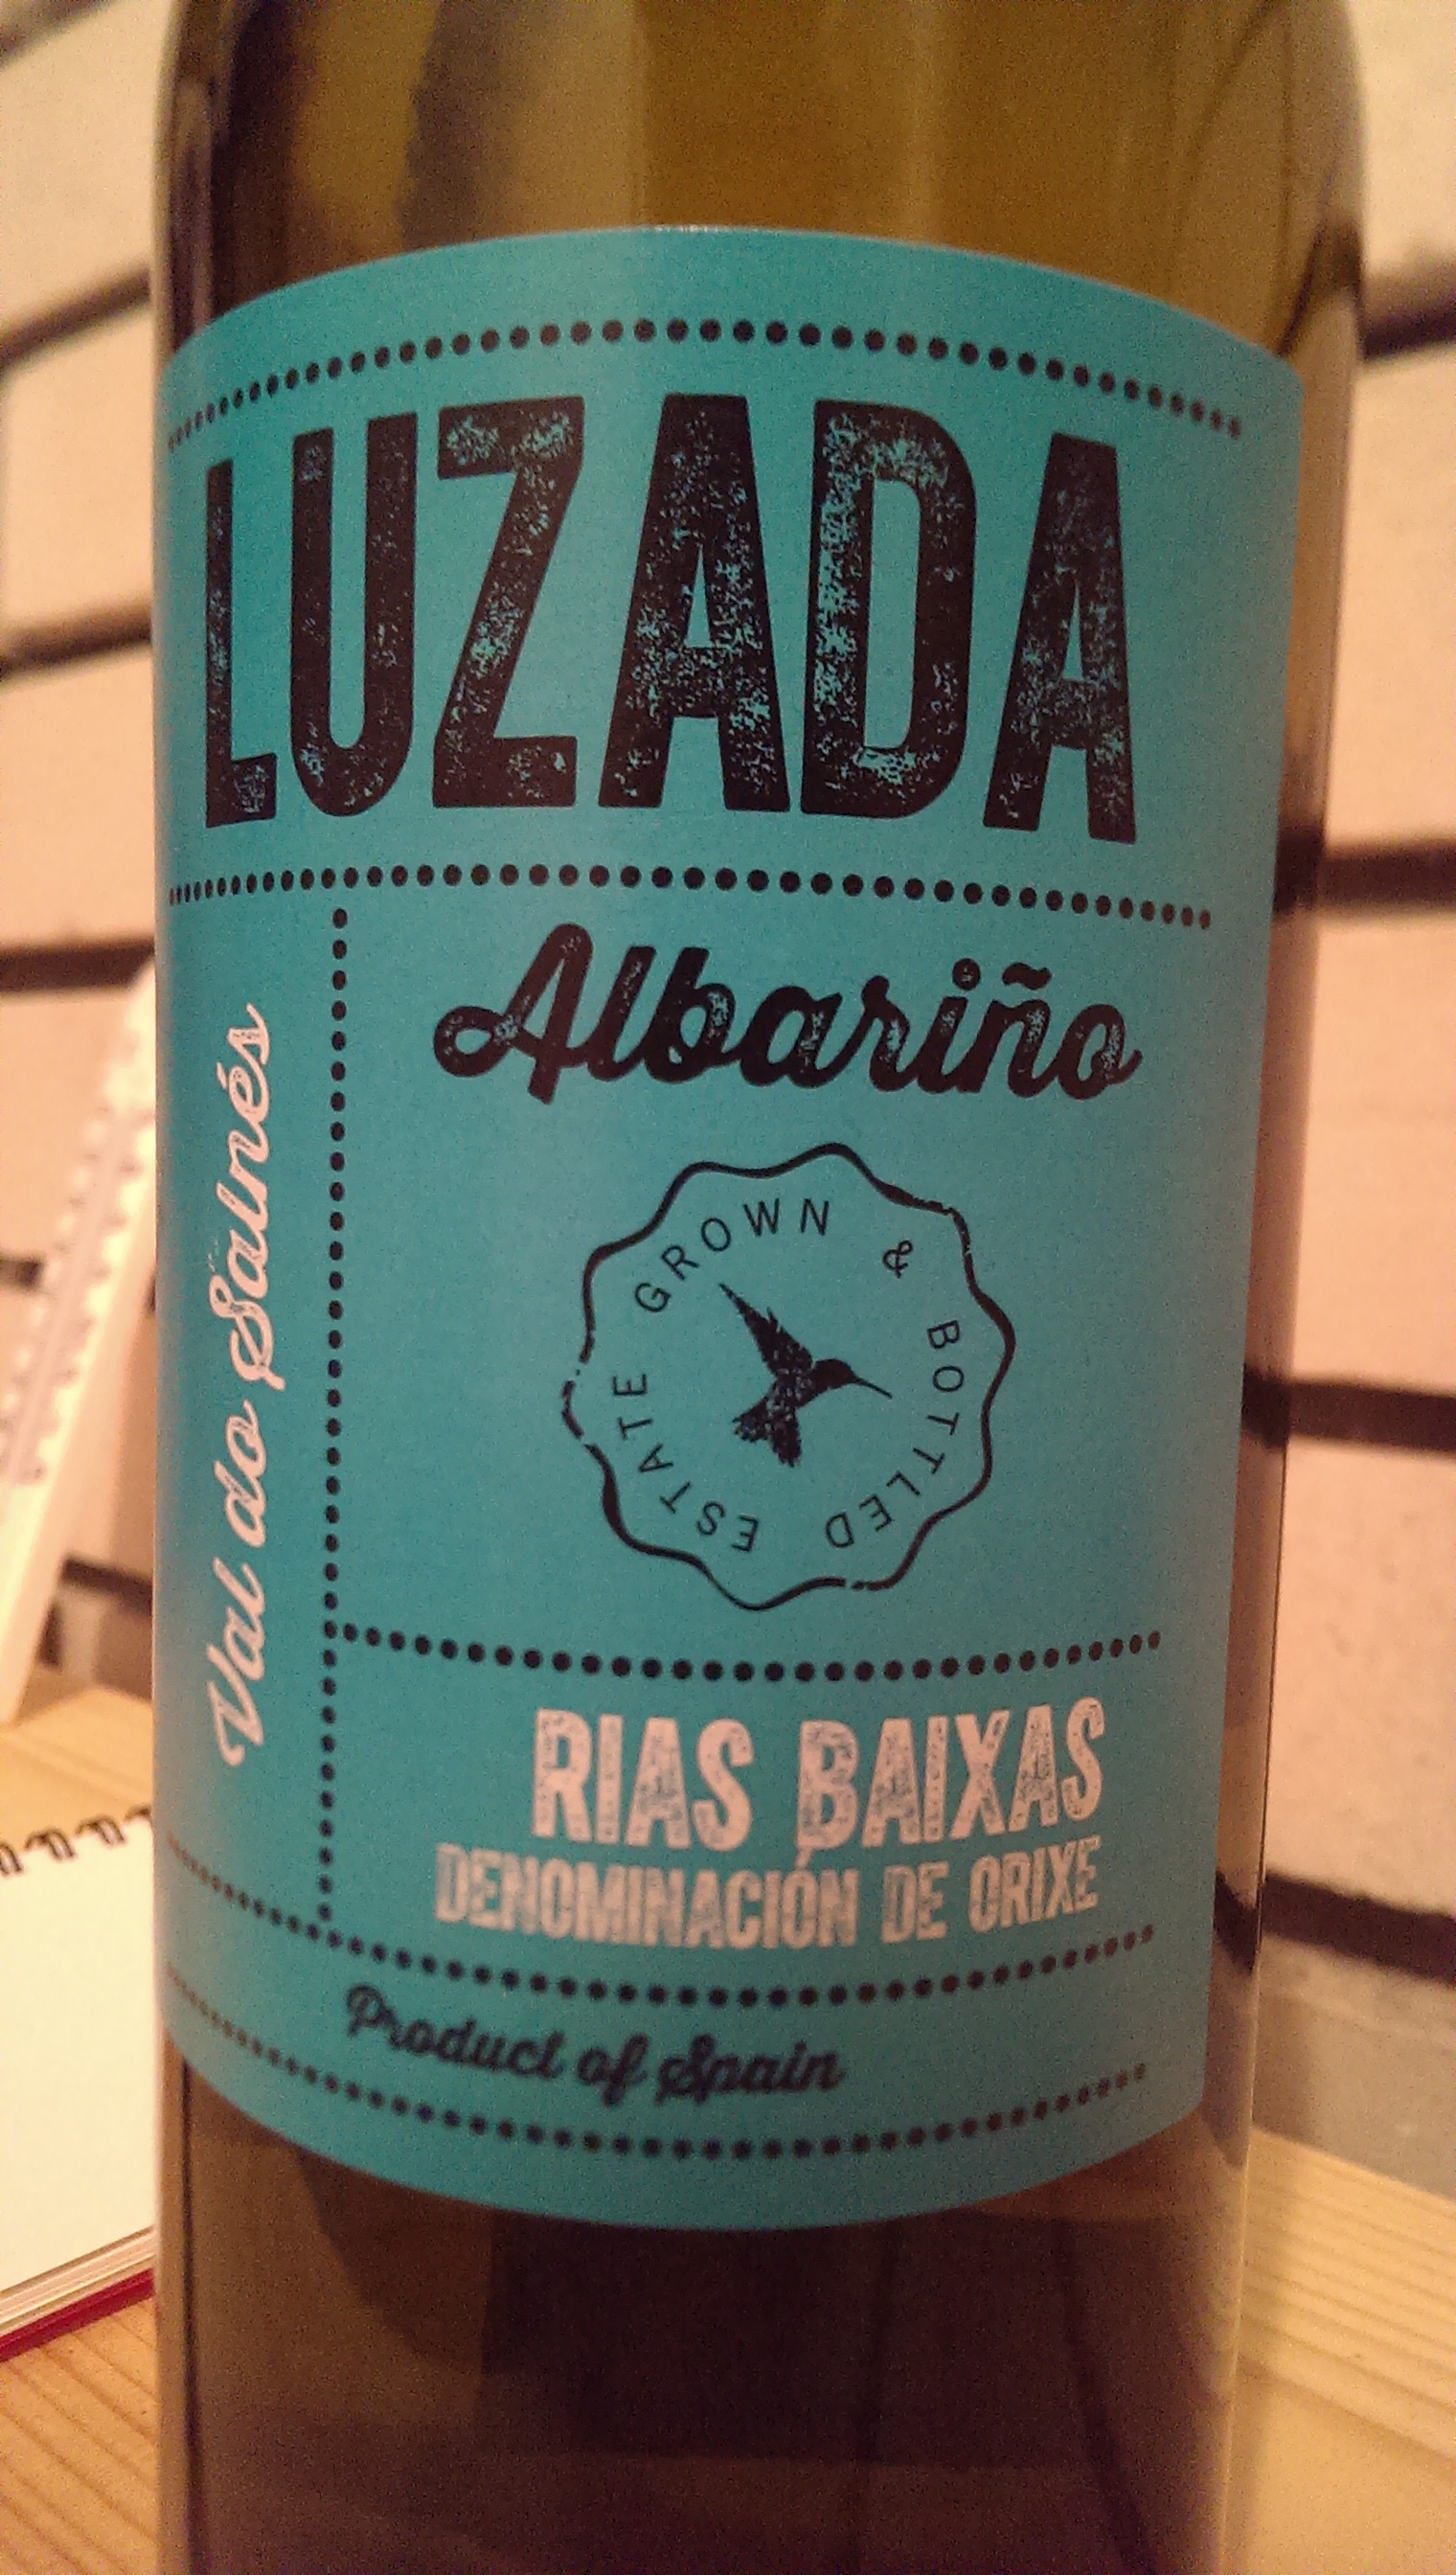 LUZADA
Albariño
Val do Salnés
ESTATE GROWN & BOTTLED
RIAS BAIXAS
DENOMINACIÓN DE ORIXE
Product of Spain